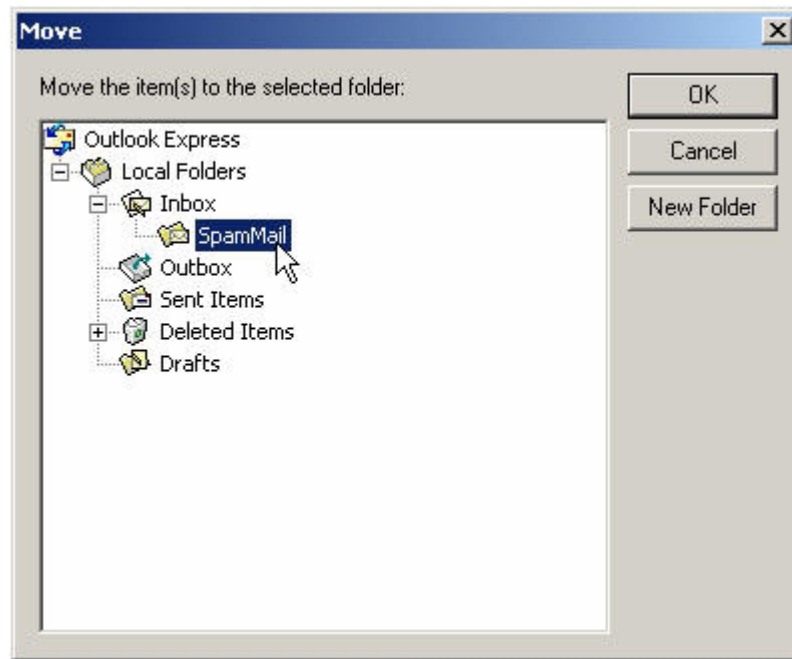 Move
Move the item(s) to the selected folder:
OK
Outlook Express
Cancel
Local Folders
New Folder
Inbox
SpamMail
Outbox
Sent Items
Deleted Items
Drafts